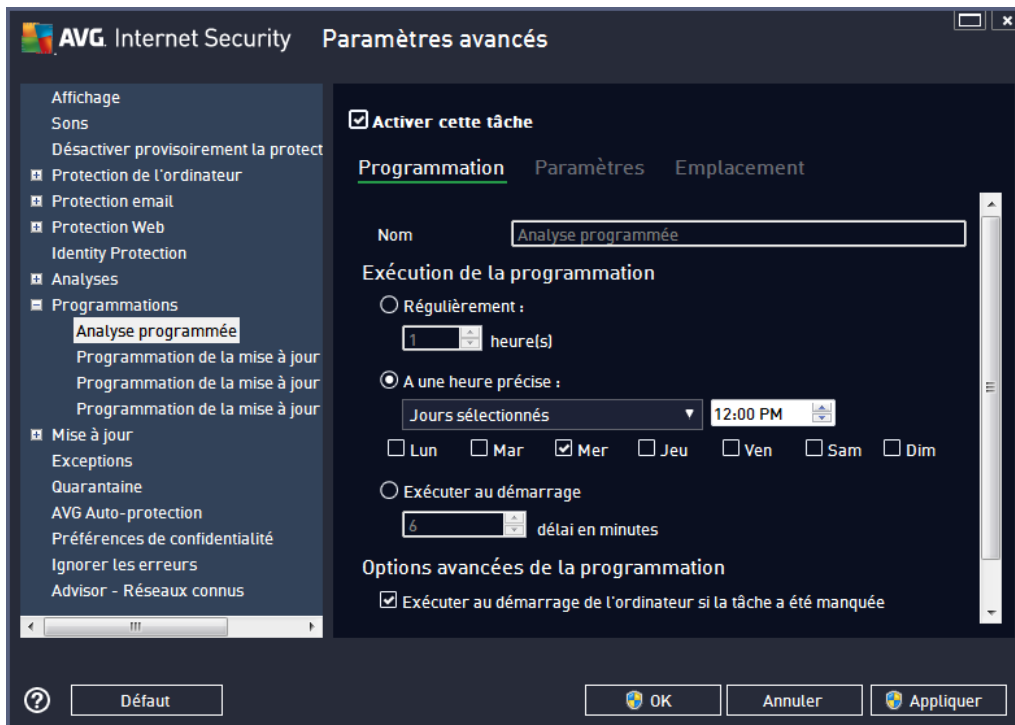 AVG. Internet Security Paramètres avancés
Affichage
Sons
Désactiver provisoirement la protect
Protection de l'ordinateur
Protection email
Protection Web
Identity Protection
Analyses
Programmations
Analyse programmée
Programmation de la mise à jour
Programmation de la mise à jour
Programmation de la mise à jour
Mise à jour
Exceptions
Quarantaine
AVG Auto-protection
Préférences de confidentialité
Ignorer les erreurs
Advisor - Réseaux connus
Activer cette tâche
Programmation Paramètres Emplacement
Nom Analyse programmée
Exécution de la programmation
Régulièrement :
1 heure(s)
A une heure précise :
Jours sélectionnés 12:00 PM
Lun Mar Mer Jeu Ven Sam Dim
Exécuter au démarrage
6 délai en minutes
Options avancées de la programmation
Exécuter au démarrage de l'ordinateur si la tâche a été manquée
? Défaut OK Annuler Appliquer